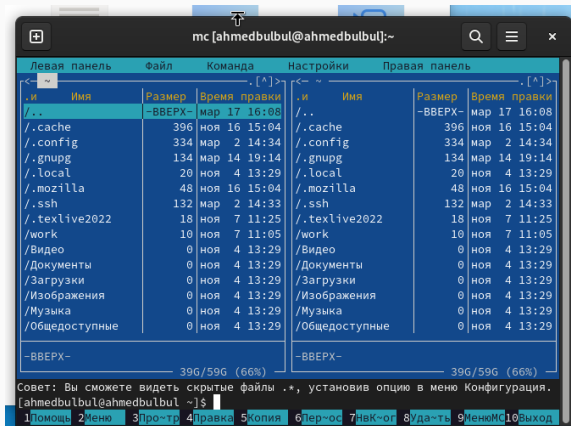 mc [ahmedbulbul@ahmedbulbul]:~
Левая панель Файл Команда Настройки Правая панель
<— ~ .[^]> <— ~ .[^]>
.и Имя Размер Время правки .и Имя Размер Время правки
/.. -ВВЕРХ- мар 17 16:08 /.. -ВВЕРХ- мар 17 16:08
/.cache 396 ноя 16 15:04 /.cache 396 ноя 16 15:04
/.config 334 мар 2 14:34 /.config 334 мар 2 14:34
/.gnupg 134 мар 14 19:14 /.gnupg 134 мар 14 19:14
/.local 20 ноя 4 13:29 /.local 20 ноя 4 13:29
/.mozilla 48 ноя 16 15:04 /.mozilla 48 ноя 16 15:04
/.ssh 132 мар 2 14:33 /.ssh 132 мар 2 14:33
/.texlive2022 18 ноя 7 11:25 /.texlive2022 18 ноя 7 11:25
/work 10 ноя 7 11:05 /work 10 ноя 7 11:05
/Видео 0 ноя 4 13:29 /Видео 0 ноя 4 13:29
/Документы 0 ноя 4 13:29 /Документы 0 ноя 4 13:29
/Загрузки 0 ноя 4 13:29 /Загрузки 0 ноя 4 13:29
/Изображения 0 ноя 4 13:29 /Изображения 0 ноя 4 13:29
/Музыка 0 ноя 4 13:29 /Музыка 0 ноя 4 13:29
/Общедоступные 0 ноя 4 13:29 /Общедоступные 0 ноя 4 13:29
-ВВЕРХ- -ВВЕРХ-
39G/59G (66%) 39G/59G (66%)
Совет: Вы сможете видеть скрытые файлы .*, установив опцию в меню Конфигурация.
[ahmedbulbul@ahmedbulbul ~]$
1Помощь 2Меню 3Про~тр 4Правка 5Копия 6Пер~ос 7НвК~ог 8Уда~ть 9МенюMC 10Выход